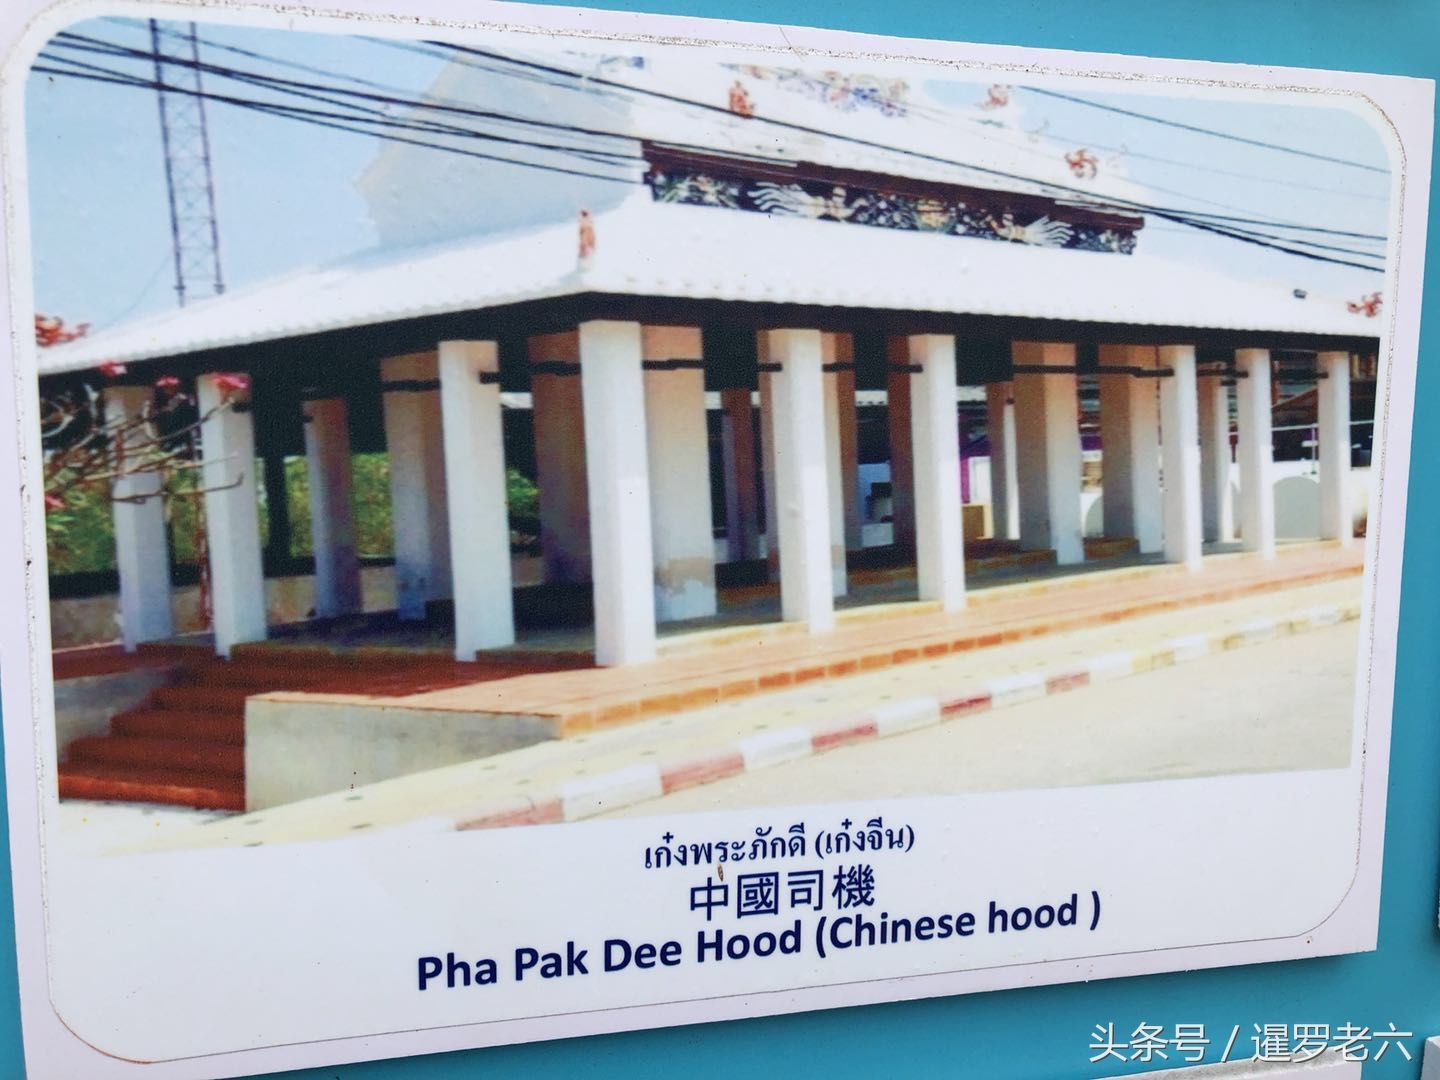 เก๋งพระภักดี (เก๋งจีน)
中國司機
Pha Pak Dee Hood (Chinese hood )
头条号 / 暹罗老六